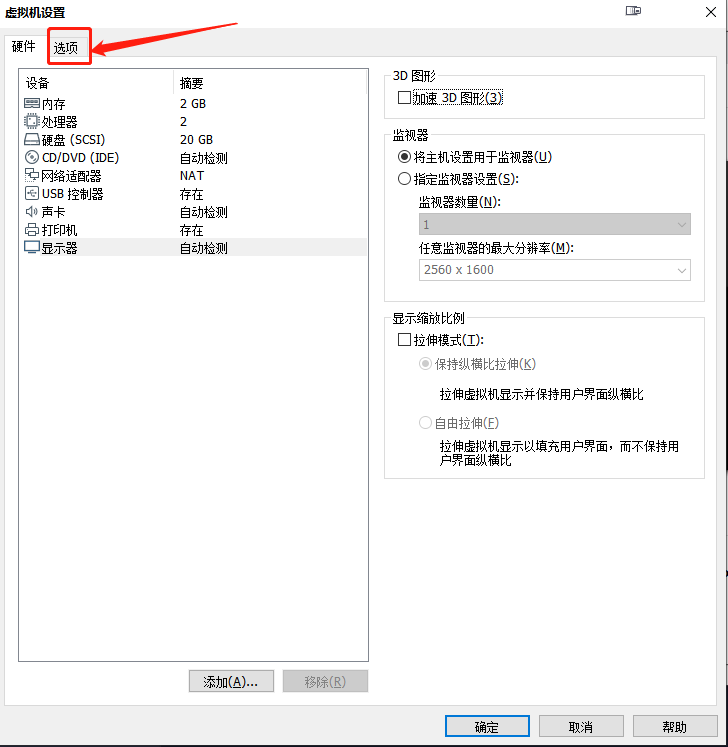 虚拟机设置
硬件 选项
设备 摘要
内存 2 GB
处理器 2
硬盘 (SCSI) 20 GB
CD/DVD (IDE) 自动检测
网络适配器 NAT
USB 控制器 存在
声卡 自动检测
打印机 存在
显示器 自动检测
添加(A)... 移除(R)
3D 图形
加速 3D 图形(3)
监视器
将主机设置用于监视器(U)
指定监视器设置(S):
监视器数量(N):
1
任意监视器的最大分辨率(M):
2560 x 1600
显示缩放比例
拉伸模式(T):
保持纵横比拉伸(K)
拉伸虚拟机显示并保持用户界面纵横比
自由拉伸(F)
拉伸虚拟机显示以填充用户界面，而不保持用
户界面纵横比
确定 取消 帮助